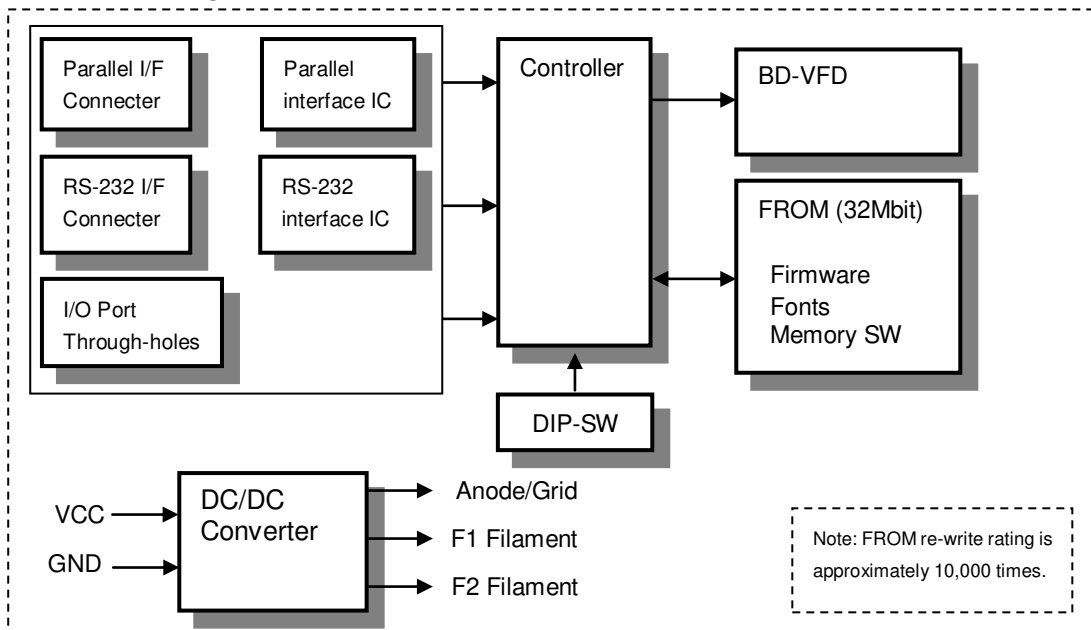 Parallel I/F
Connecter
Parallel
interface IC
RS-232 I/F
Connecter
RS-232
interface IC
I/O Port
Through-holes
Controller
BD-VFD
FROM (32Mbit)
Firmware
Fonts
Memory SW
DIP-SW
VCC
GND
DC/DC
Converter
Anode/Grid
F1 Filament
F2 Filament
Note: FROM re-write rating is
approximately 10,000 times.